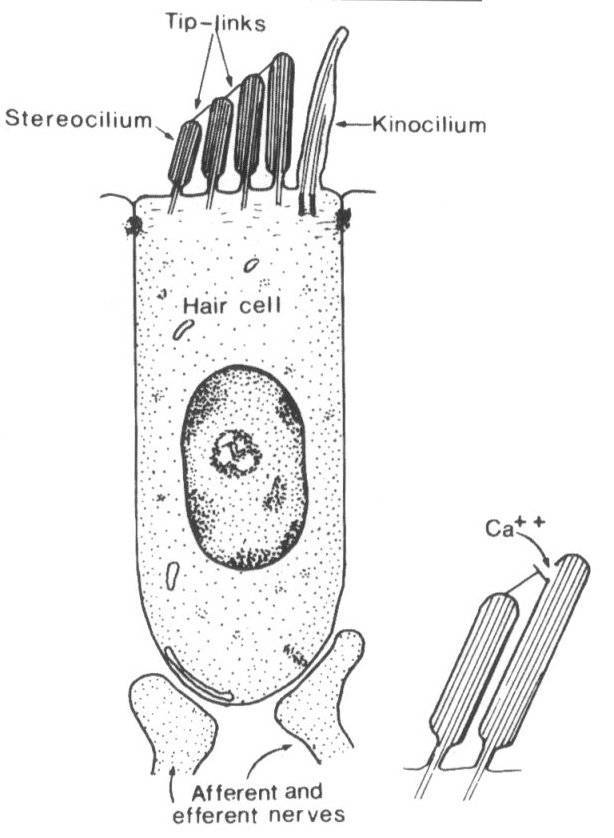 Tip-links
Stereocilium
Kinocilium
Hair cell
Ca++
Afferent and
efferent nerves